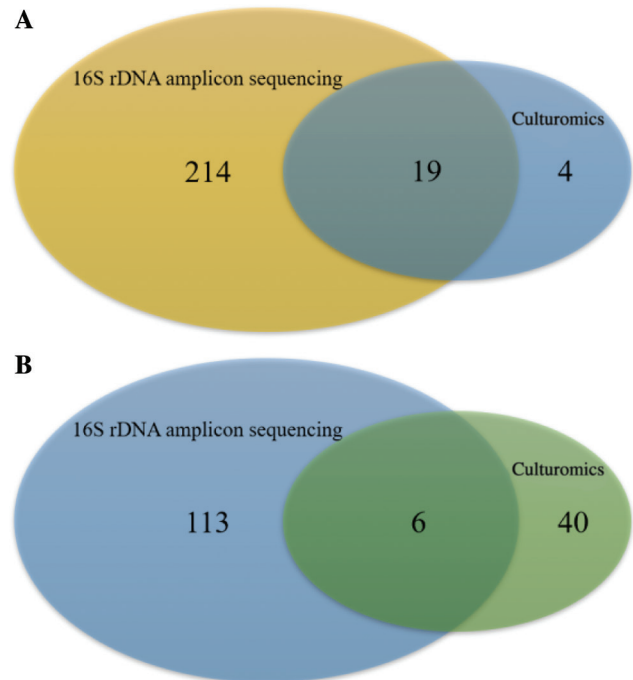 A
16S rDNA amplicon sequencing
Culturomics
214
19
4
B
16S rDNA amplicon sequencing
Culturomics
113
6
40